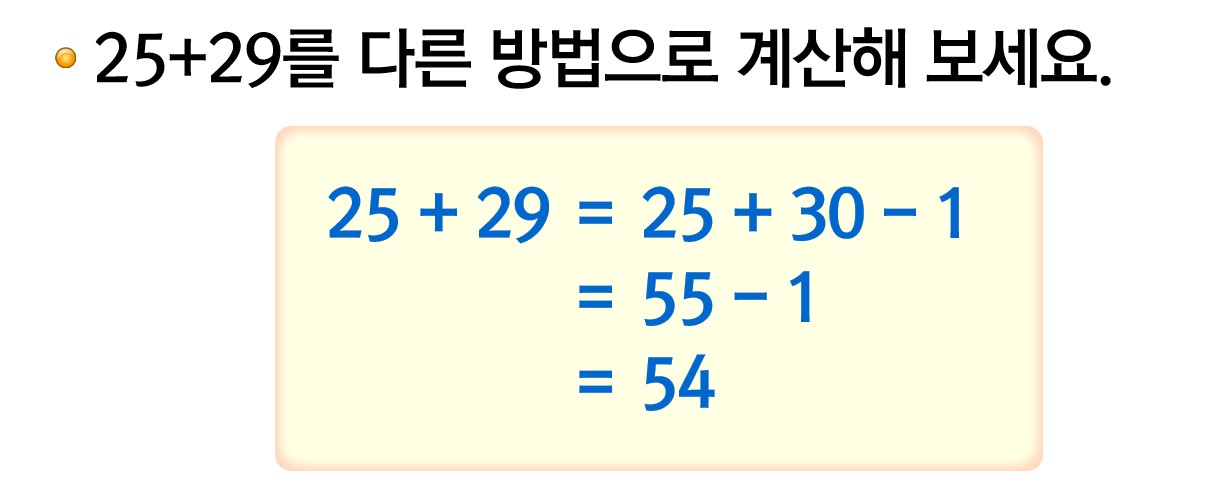 25+29를 다른 방법으로 계산해 보세요.
25 + 29 = 25 + 30 − 1
= 55 − 1
= 54